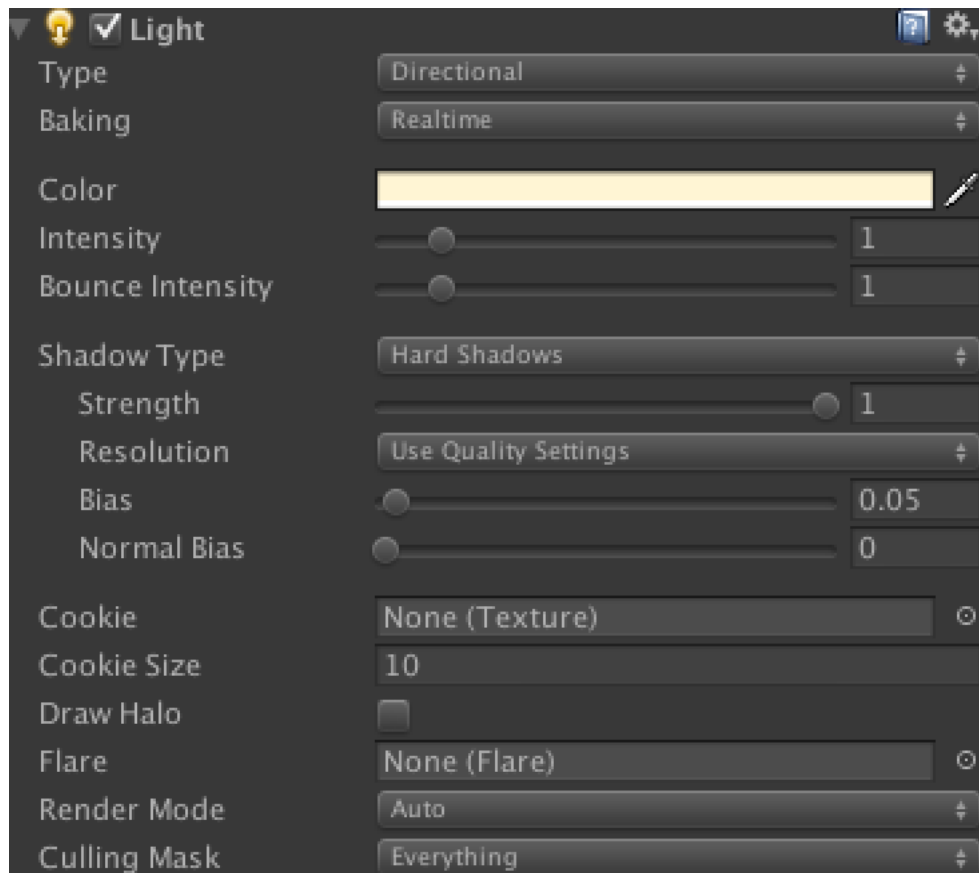 Light
Type Directional
Baking Realtime
Color
Intensity 1
Bounce Intensity 1
Shadow Type Hard Shadows
Strength 1
Resolution Use Quality Settings
Bias 0.05
Normal Bias 0
Cookie None (Texture)
Cookie Size 10
Draw Halo
Flare None (Flare)
Render Mode Auto
Culling Mask Everything